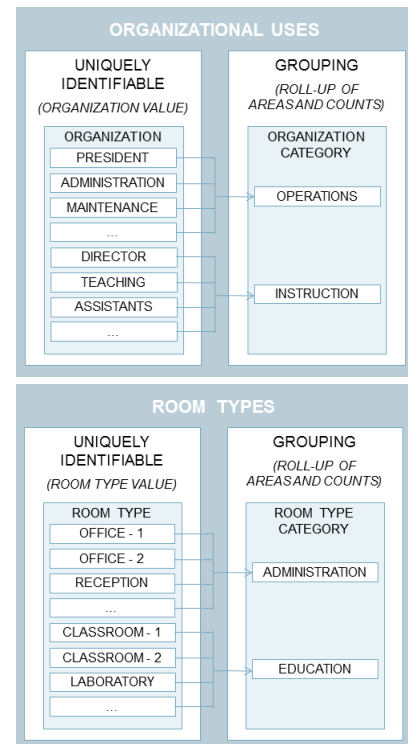 ORGANIZATIONAL USES
UNIQUELY
IDENTIFIABLE
(ORGANIZATION VALUE)
ORGANIZATION
PRESIDENT
ADMINISTRATION
MAINTENANCE
...
DIRECTOR
TEACHING
ASSISTANTS
...
GROUPING
(ROLL-UP OF
AREAS AND COUNTS)
ORGANIZATION
CATEGORY
OPERATIONS
INSTRUCTION
ROOM TYPES
UNIQUELY
IDENTIFIABLE
(ROOM TYPE VALUE)
ROOM TYPE
OFFICE - 1
OFFICE - 2
RECEPTION
...
CLASSROOM - 1
CLASSROOM - 2
LABORATORY
...
GROUPING
(ROLL-UP OF
AREAS AND COUNTS)
ROOM TYPE
CATEGORY
ADMINISTRATION
EDUCATION